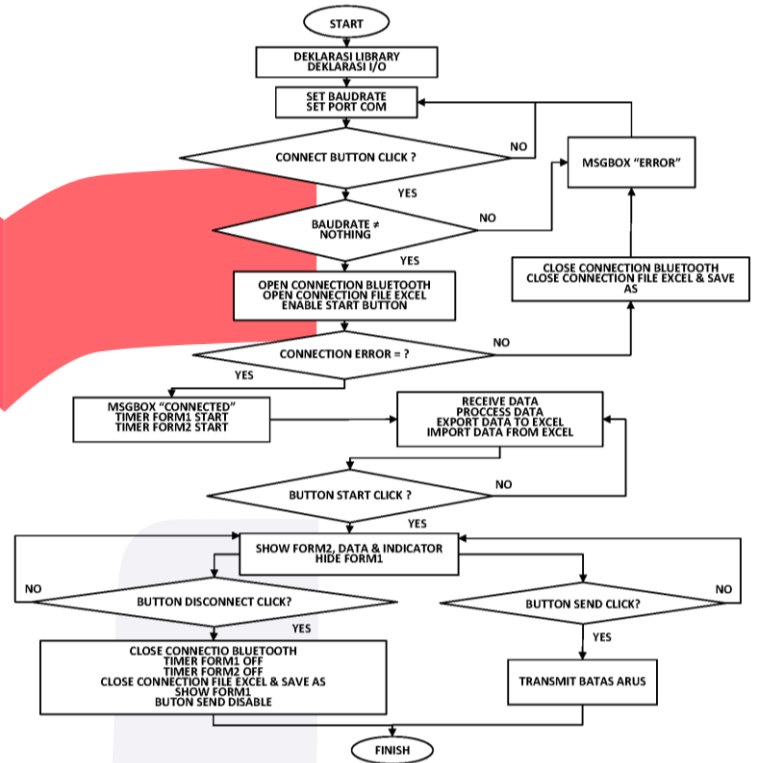 START
DEKLARASI LIBRARY
DEKLARASI I/O
SET BAUDRATE
SET PORT COM
CONNECT BUTTON CLICK ?
NO
MSGBOX "ERROR"
YES
BAUDRATE ≠
NOTHING
NO
YES
OPEN CONNECTION BLUETOOTH
OPEN CONNECTION FILE EXCEL
ENABLE START BUTTON
CLOSE CONNECTION BLUETOOTH
CLOSE CONNECTION FILE EXCEL & SAVE
AS
CONNECTION ERROR = ?
NO
YES
MSGBOX "CONNECTED"
TIMER FORM1 START
TIMER FORM2 START
RECEIVE DATA
PROCCESS DATA
EXPORT DATA TO EXCEL
IMPORT DATA FROM EXCEL
BUTTON START CLICK ?
NO
YES
SHOW FORM2, DATA & INDICATOR
HIDE FORM1
NO
BUTTON DISCONNECT CLICK?
YES
BUTTON SEND CLICK?
NO
YES
CLOSE CONNECTIO BLUETOOTH
TIMER FORM1 OFF
TIMER FORM2 OFF
CLOSE CONNECTION FILE EXCEL & SAVE AS
SHOW FORM1
BUTON SEND DISABLE
TRANSMIT BATAS ARUS
FINISH